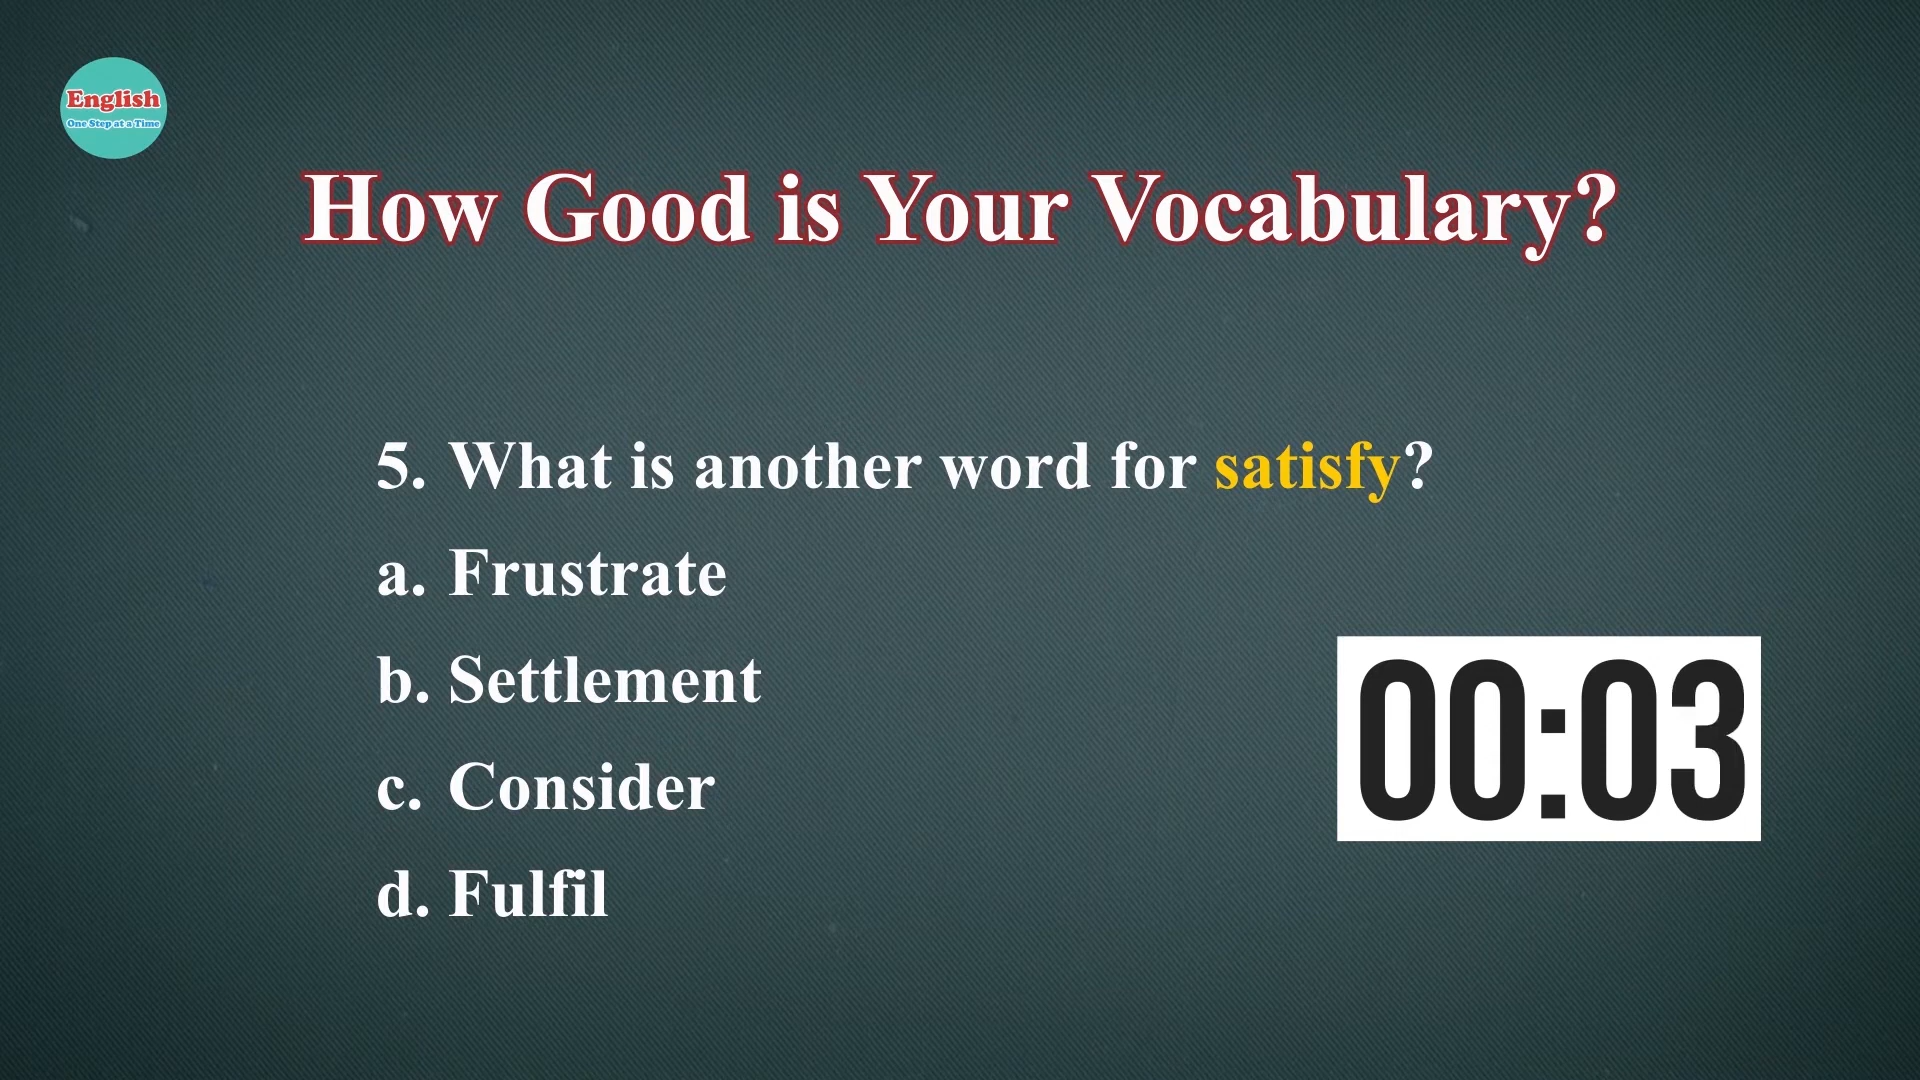 English
One Step at a Time
How Good is Your Vocabulary?
5. What is another word for satisfy?
a. Frustrate
b. Settlement
c. Consider
d. Fulfil
00:03